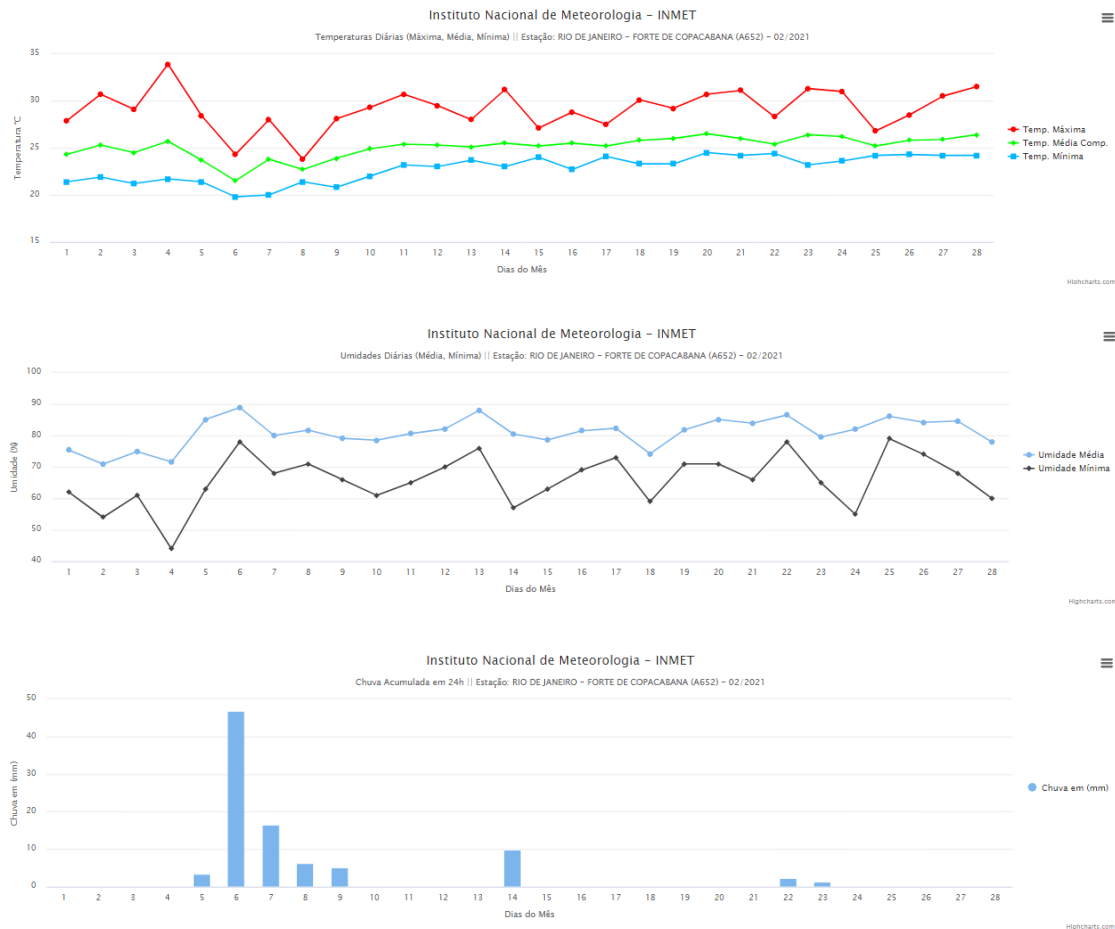 Instituto Nacional de Meteorologia - INMET
Temperaturas Diárias (Máxima, Média, Mínima) || Estação: RIO DE JANEIRO - FORTE DE COPACABANA (A652) - 02/2021
35
30
25
20
15
Temperatura °C
1 2 3 4 5 6 7 8 9 10 11 12 13 14 15 16 17 18 19 20 21 22 23 24 25 26 27 28
Dias do Mês
Temp. Máxima
Temp. Média Comp.
Temp. Mínima
Highcharts.com
Instituto Nacional de Meteorologia - INMET
Umidades Diárias (Média, Mínima) || Estação: RIO DE JANEIRO - FORTE DE COPACABANA (A652) - 02/2021
100
90
80
70
60
50
40
Umidade (%)
1 2 3 4 5 6 7 8 9 10 11 12 13 14 15 16 17 18 19 20 21 22 23 24 25 26 27 28
Dias do Mês
Umidade Média
Umidade Mínima
Highcharts.com
Instituto Nacional de Meteorologia - INMET
Chuva Acumulada em 24h || Estação: RIO DE JANEIRO - FORTE DE COPACABANA (A652) - 02/2021
50
40
30
20
10
0
Chuva em (mm)
1 2 3 4 5 6 7 8 9 10 11 12 13 14 15 16 17 18 19 20 21 22 23 24 25 26 27 28
Dias do Mês
Chuva em (mm)
Highcharts.com